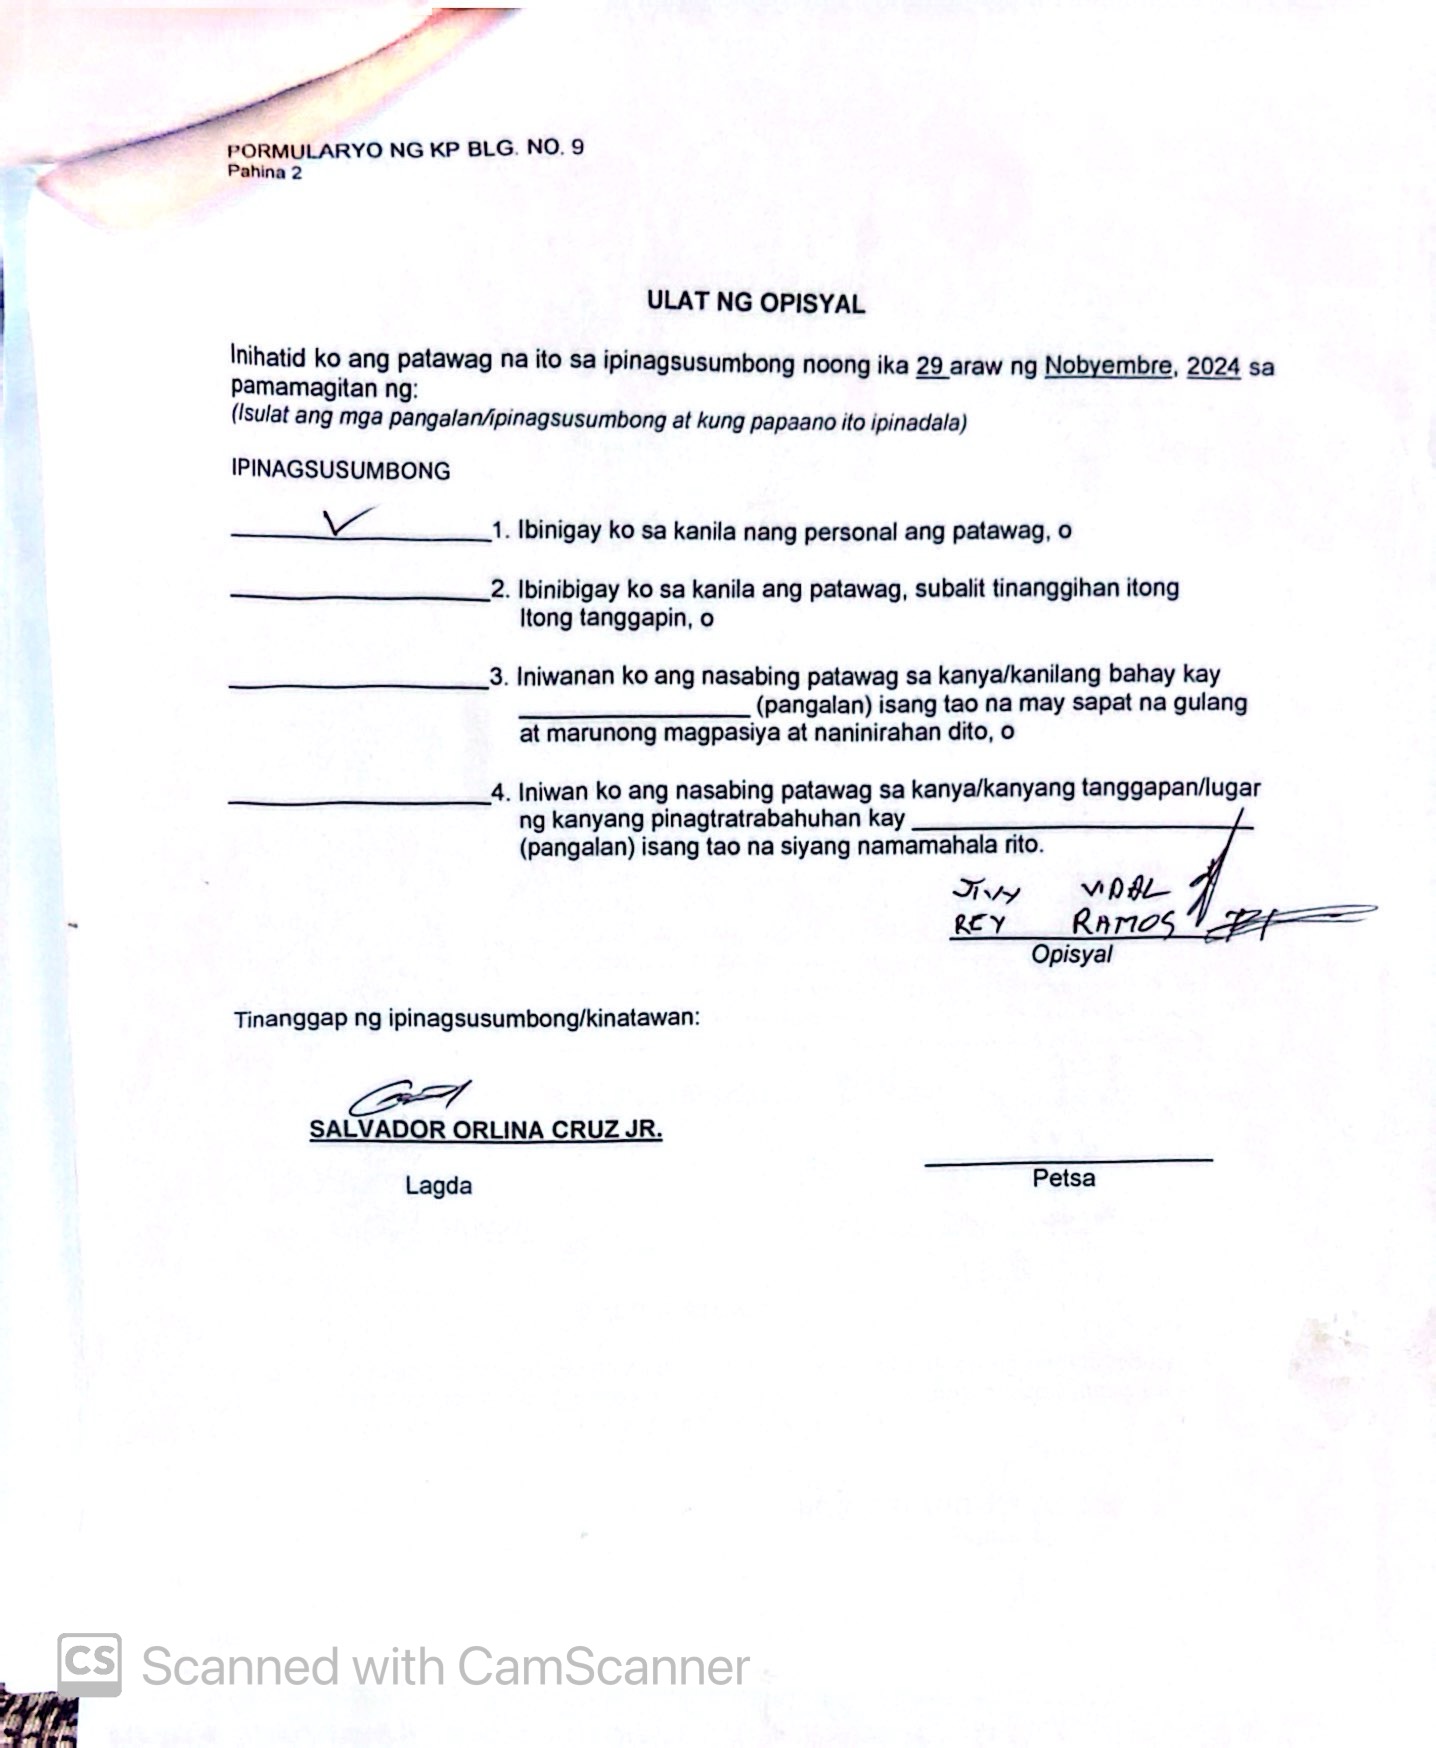 PORMULARYO NG KP BLG. NO. 9
Pahina 2
ULAT NG OPISYAL
Inihatid ko ang patawag na ito sa ipinagsusumbong noong ika 29 araw ng Nobyembre, 2024 sa
pamamagitan ng:
(Isulat ang mga pangalan/ipinagsusumbong at kung papaano ito ipinadala)
IPINAGSUSUMBONG
1. Ibinigay ko sa kanila nang personal ang patawag, o
2. Ibinibigay ko sa kanila ang patawag, subalit tinanggihan itong
Itong tanggapin, o
3. Iniwanan ko ang nasabing patawag sa kanya/kanilang bahay kay
(pangalan) isang tao na may sapat na gulang
at marunong magpasiya at naninirahan dito, o
4. Iniwan ko ang nasabing patawag sa kanya/kanyang tanggapan/lugar
ng kanyang pinagtratrabahuhan kay
(pangalan) isang tao na siyang namamahala rito.
JIVY VIDAL
REY RAMOS
Opisyal
Tinanggap ng ipinagsusumbong/kinatawan:
SALVADOR ORLINA CRUZ JR.
Lagda
Petsa
CS Scanned with CamScanner